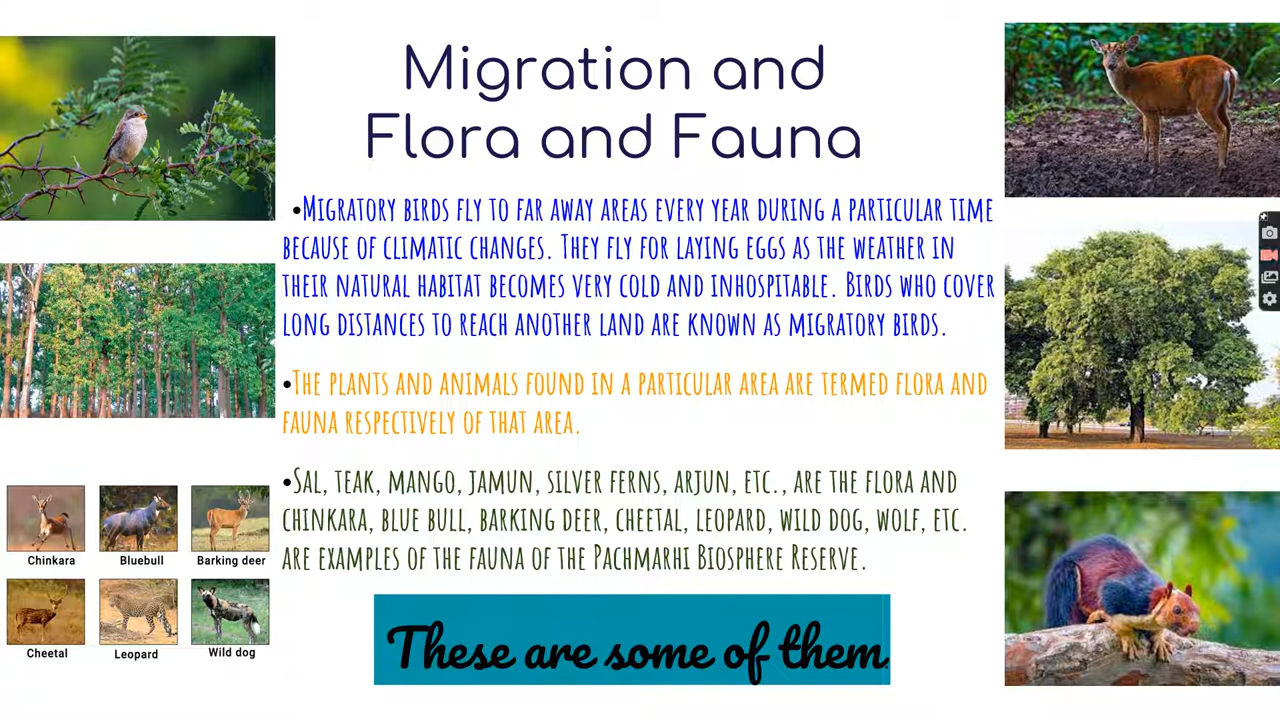 Migration and
Flora and Fauna
•Migratory birds fly to far away areas every year during a particular time
because of climatic changes. They fly for laying eggs as the weather in
their natural habitat becomes very cold and inhospitable. Birds who cover
long distances to reach another land are known as migratory birds.
•The plants and animals found in a particular area are termed flora and
fauna respectively of that area.
•Sal, teak, mango, jamun, silver ferns, arjun, etc., are the flora and
chinkara, blue bull, barking deer, cheetal, leopard, wild dog, wolf, etc.
are examples of the fauna of the Pachmarhi Biosphere Reserve.
Chinkara Bluebull Barking deer
Cheetal Leopard Wild dog
These are some of them.